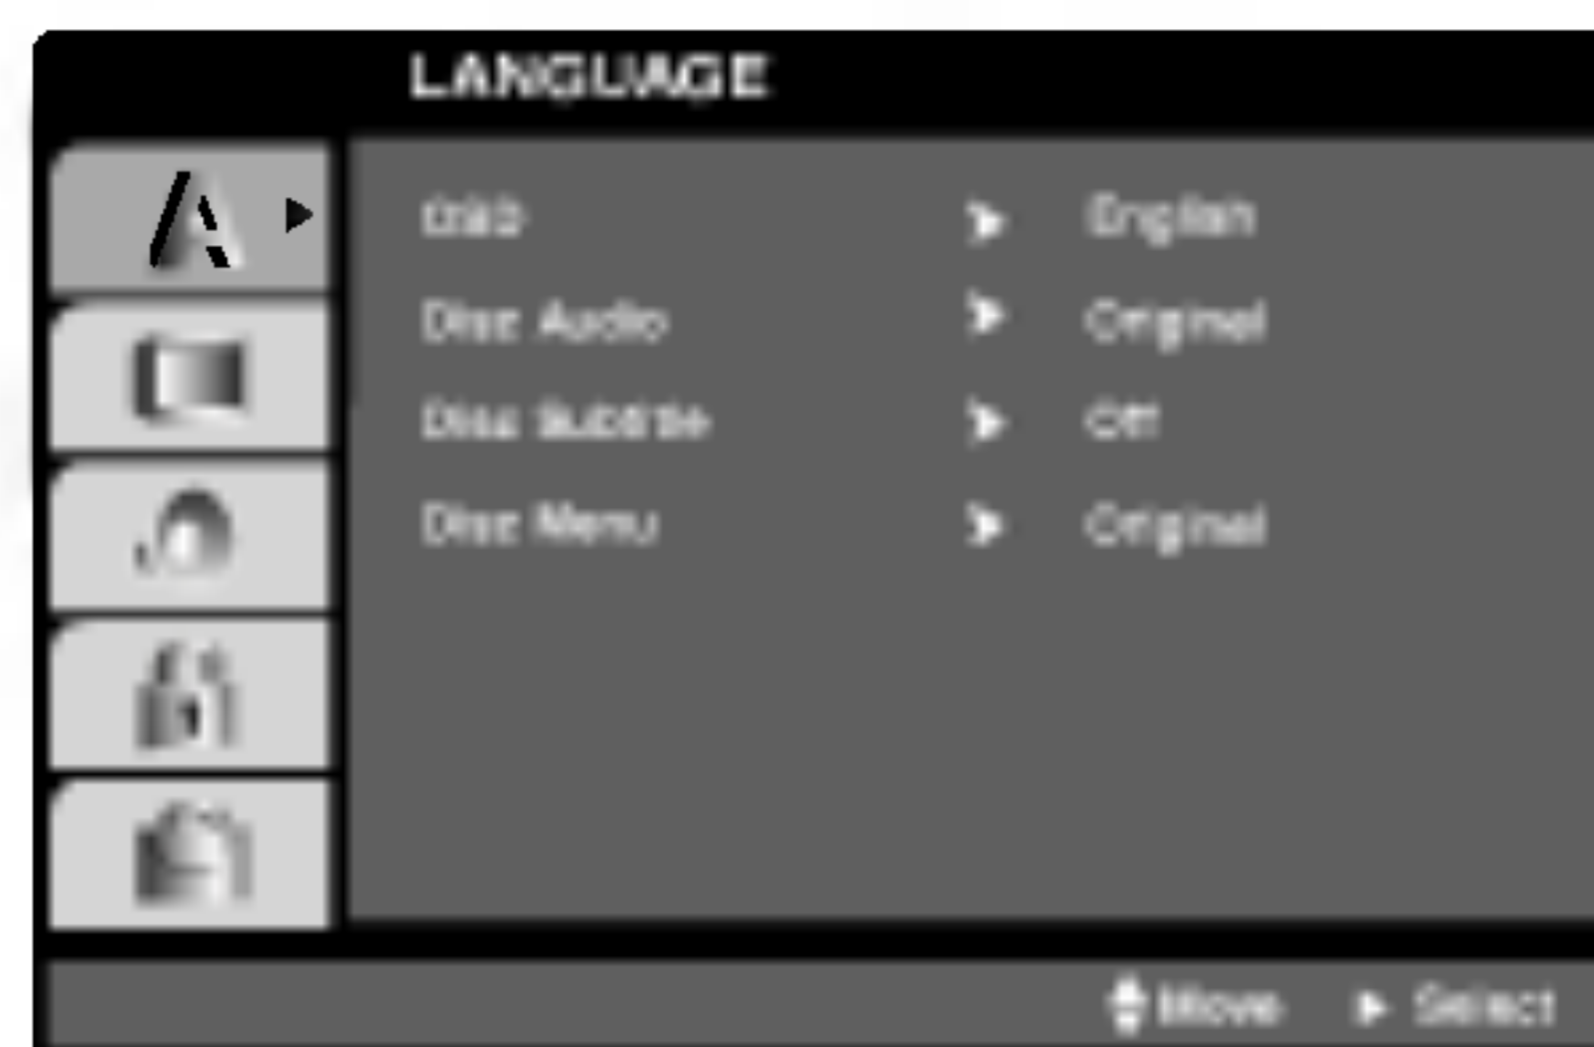 LANGUAGE
OSD English
Disc Audio Original
Disc Subtitle Off
Disc Menu Original
Move Select